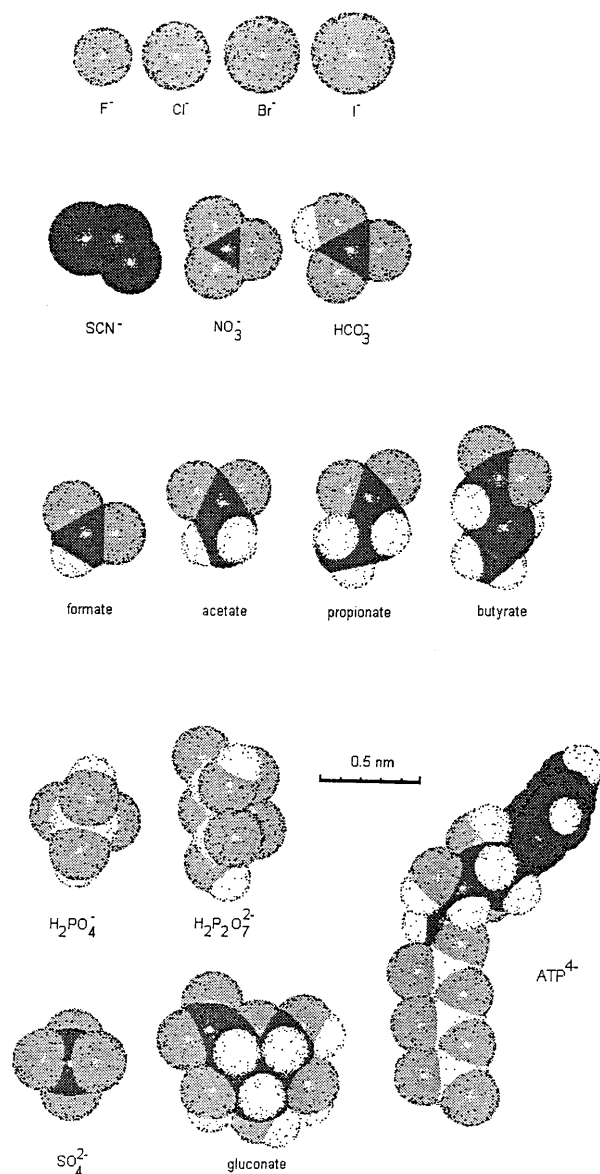 F⁻ Cl⁻ Br⁻ I⁻
SCN⁻ NO₃⁻ HCO₃⁻
formate acetate propionate butyrate
0.5 nm
H₂PO₄⁻ H₂P₂O₇²⁻
ATP⁴⁻
SO₄²⁻ gluconate